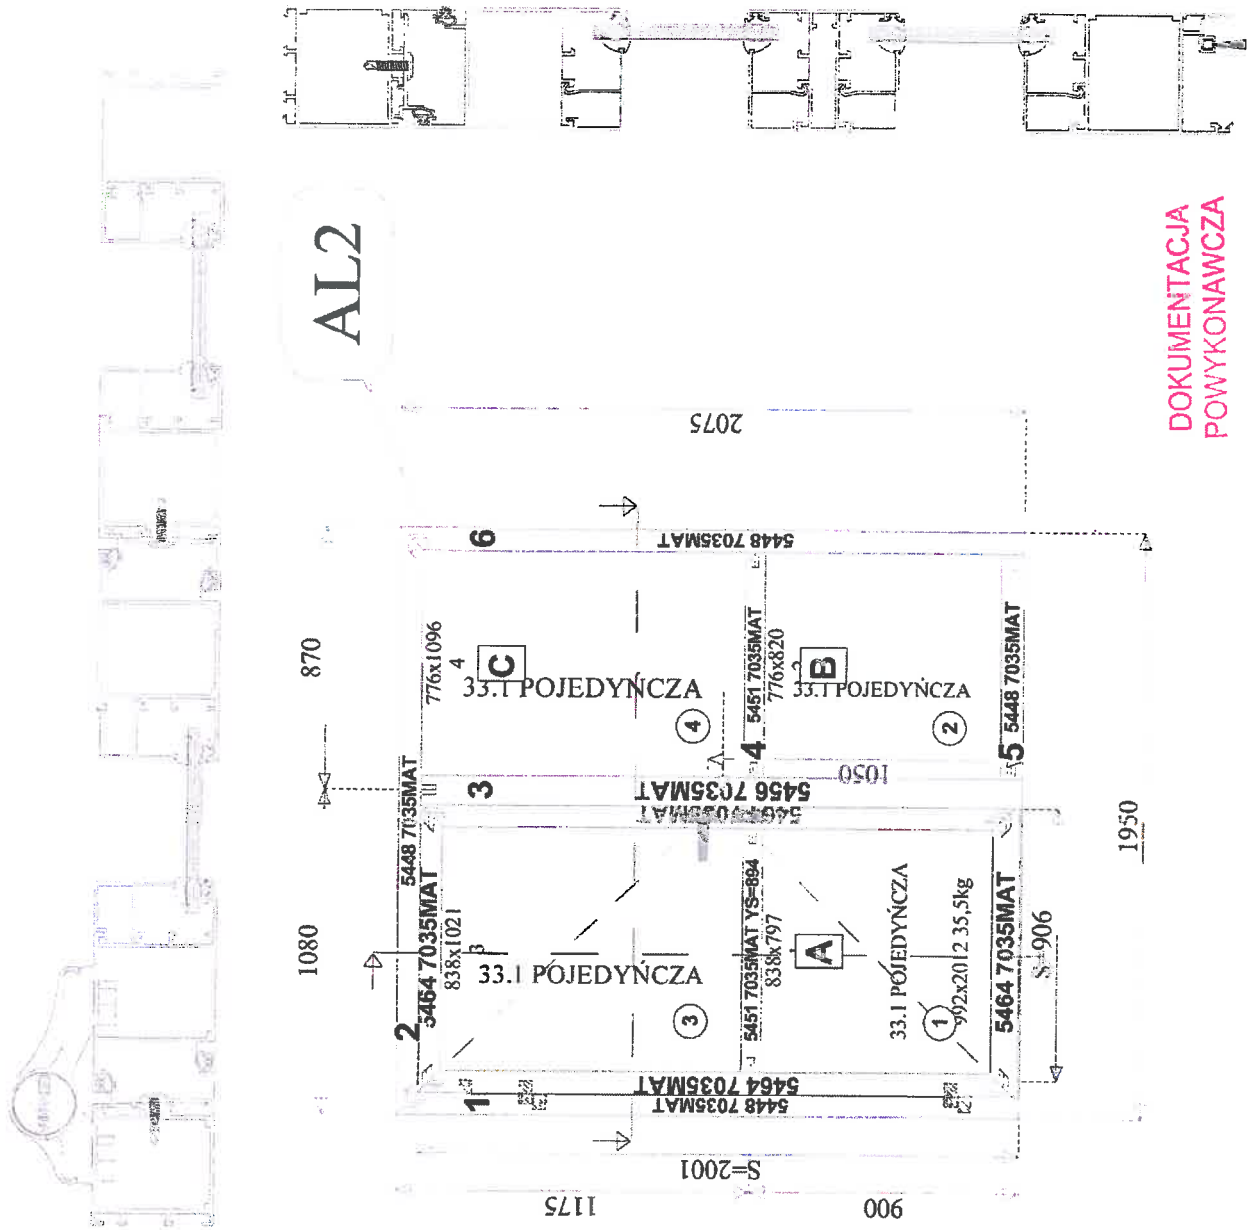 AL2
DOKUMENTACJA
POWYKONAWCZA
2075
870
1080
6
5448 7035MAT
776x1096
4
C
33.1 POJEDYŃCZA
4
5451 7035MAT
4
776x820
B
33.1 POJEDYŃCZA
2
5448 7035MAT
5
1050
5448 7035MAT
3
5456 7035MAT
5464 7035MAT
2
5464 7035MAT
838x1021
3
33.1 POJEDYŃCZA
3
5451 7035MAT YS=894
838x797
A
33.1 POJEDYŃCZA
992x2012 35,5kg
1
5464 7035MAT
S=906
1950
1
5464 7035MAT
5448 7035MAT
S=2001
1175
900